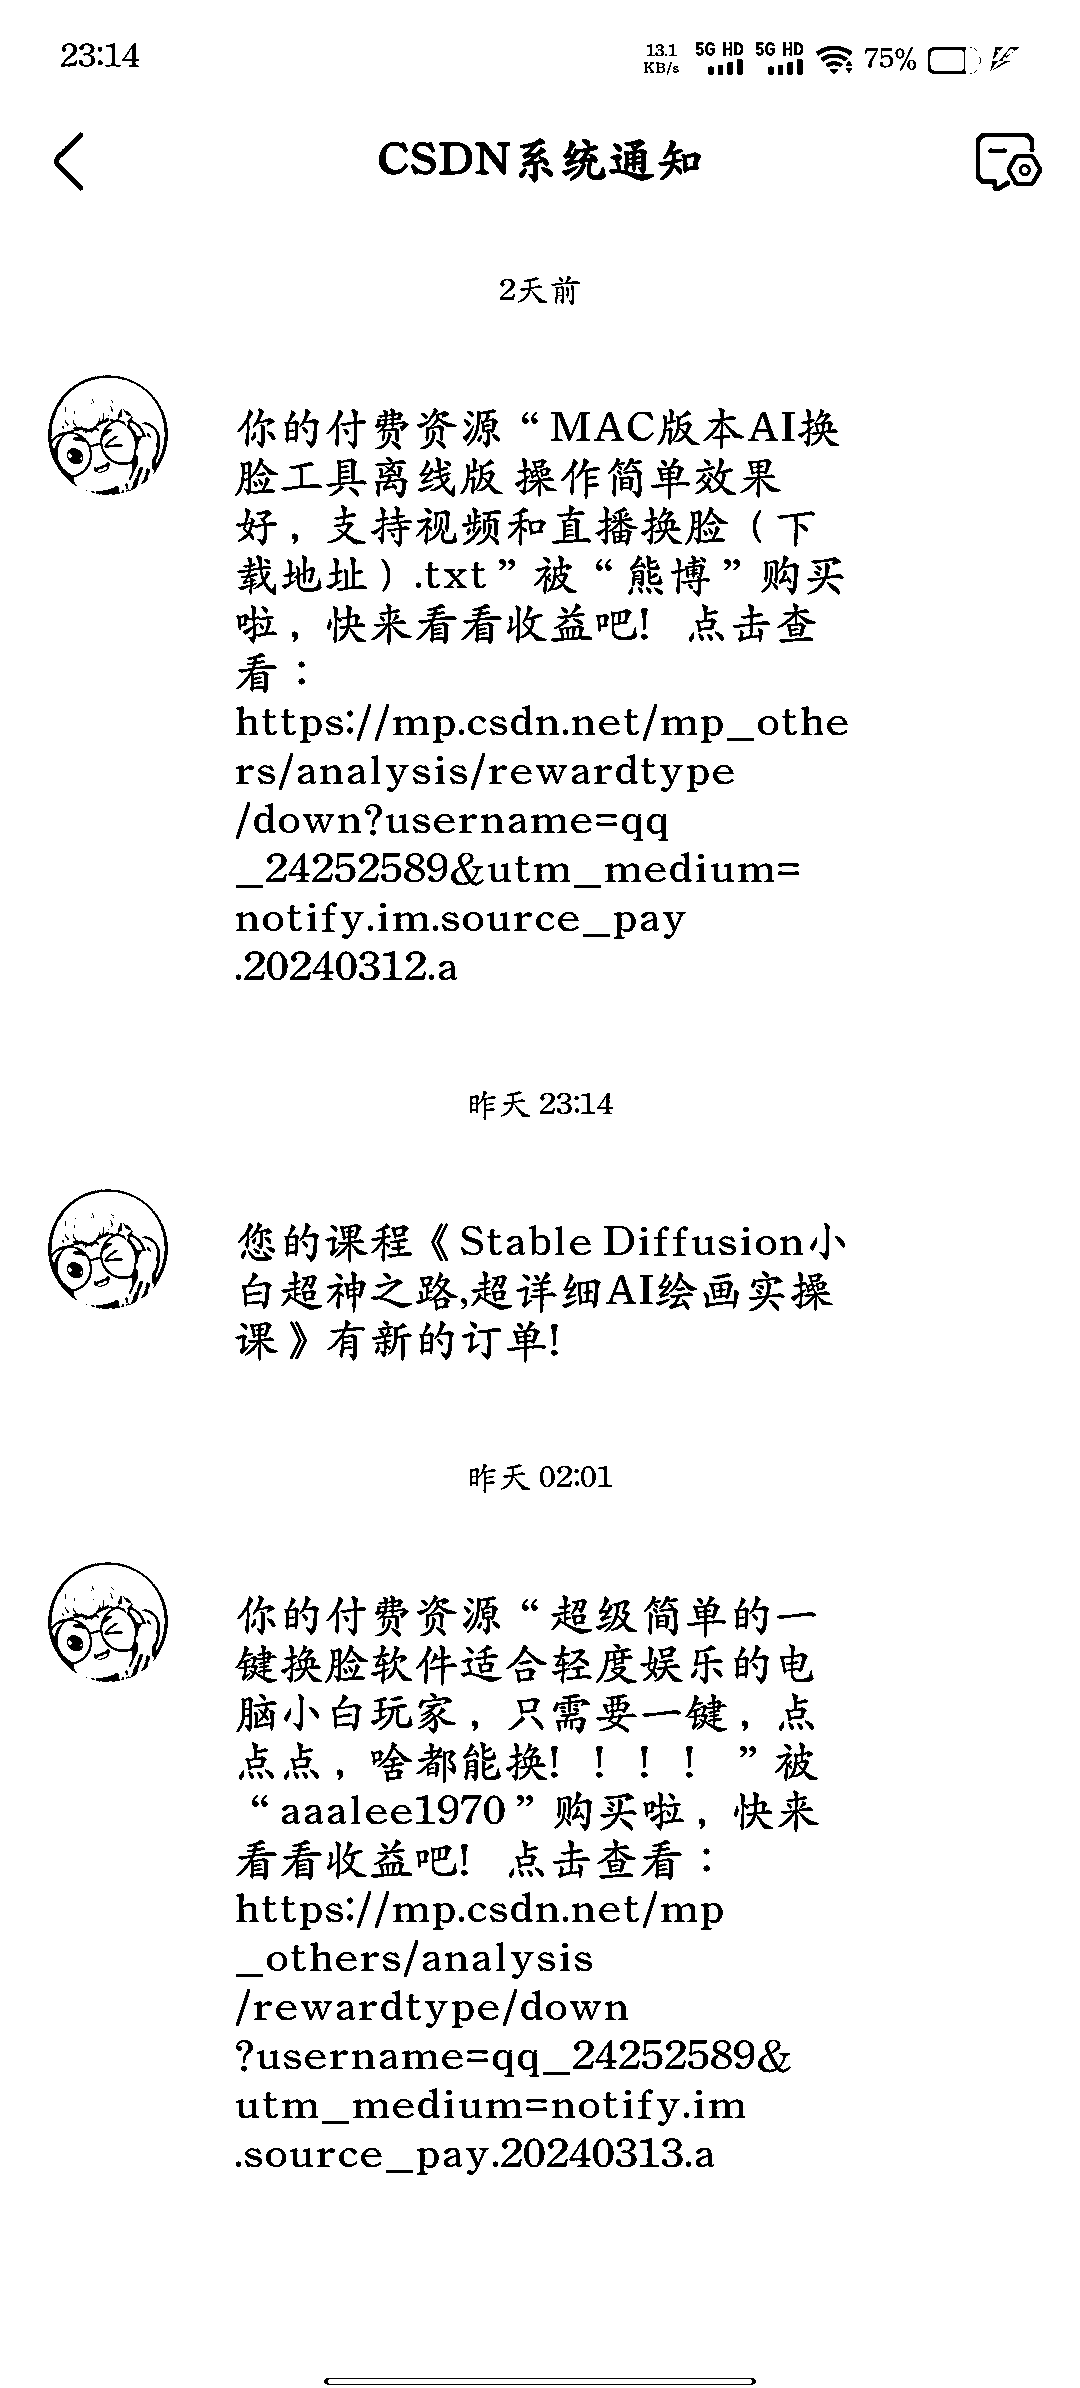 23:14
13.1 KB/s 5G HD 5G HD 75%
CSDN系统通知
2天前
你的付费资源“MAC版本AI换
脸工具离线版 操作简单效果
好，支持视频和直播换脸（下
载地址）.txt”被“熊博”购买
啦，快来看看收益吧！ 点击查
看：
https://mp.csdn.net/mp_othe
rs/analysis/rewardtype
/down?username=qq
_24252589&utm_medium=
notify.im.source_pay
.20240312.a
昨天 23:14
您的课程《Stable Diffusion小
白超神之路,超详细AI绘画实操
课》有新的订单!
昨天 02:01
你的付费资源“超级简单的一
键换脸软件适合轻度娱乐的电
脑小白玩家，只需要一键，点
点点，啥都能换！！！！”被
“aaalee1970”购买啦，快来
看看收益吧！ 点击查看：
https://mp.csdn.net/mp
_others/analysis
/rewardtype/down
?username=qq_24252589&
utm_medium=notify.im
.source_pay.20240313.a